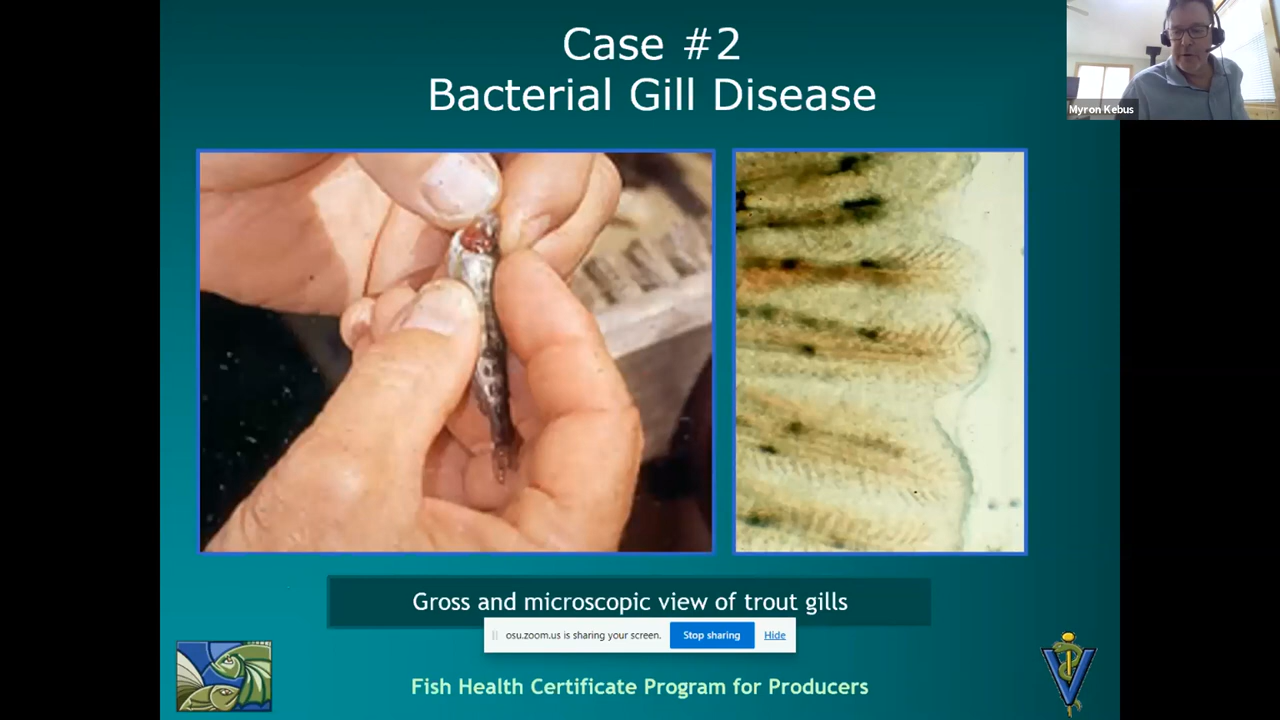 Case #2
Bacterial Gill Disease
Myron Kebus
Gross and microscopic view of trout gills
osu.zoom.us is sharing your screen.
Stop sharing
Hide
Fish Health Certificate Program for Producers